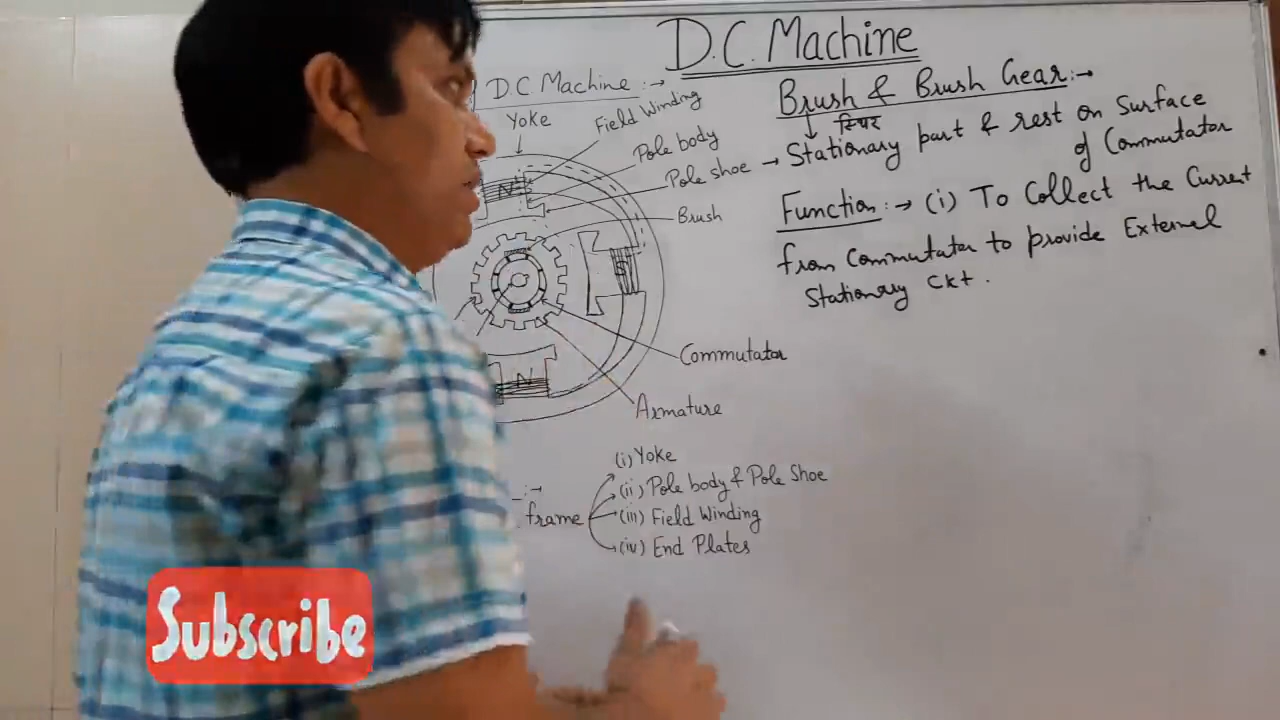 D.C. Machine
D.C Machine :→
Yoke
Field Winding
Pole body
Pole shoe
Brush
N
S
N
Commutator
Armature
frame
(i) Yoke
(ii) Pole body & Pole Shoe
(iii) Field Winding
(iv) End Plates
Brush & Brush Gear :→
स्थिर
→ Stationary part & rest on Surface
of Commutator
Function :→ (i) To Collect the Current
from Commutator to provide External
Stationary Ckt .
Subscribe